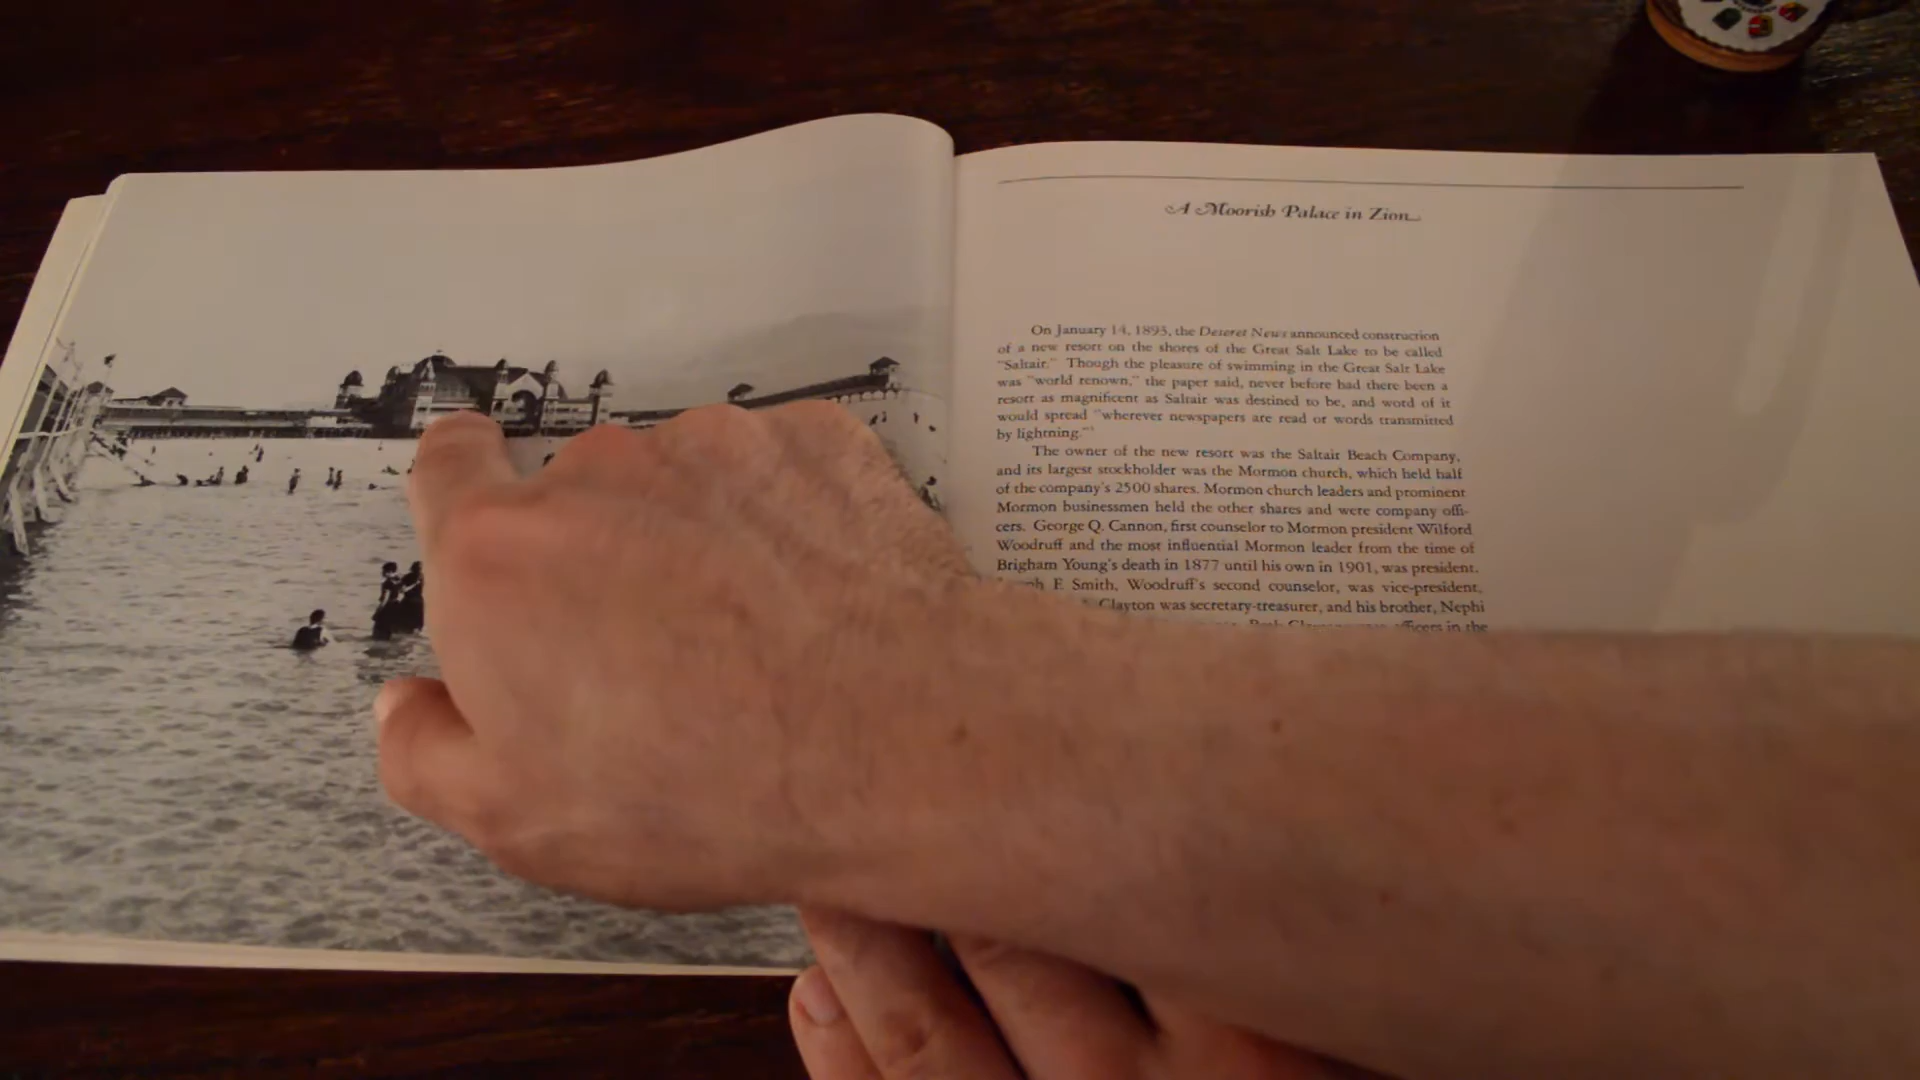 A Moorish Palace in Zion
On January 14, 1893, the Deseret News announced construction
of a new resort on the shores of the Great Salt Lake to be called
"Saltair." Though the pleasure of swimming in the Great Salt Lake
was "world renown," the paper said, never before had there been a
resort as magnificent as Saltair was destined to be, and word of it
would spread "wherever newspapers are read or words transmitted
by lightning."
The owner of the new resort was the Saltair Beach Company,
and its largest stockholder was the Mormon church, which held half
of the company's 2500 shares. Mormon church leaders and prominent
Mormon businessmen held the other shares and were company offi-
cers. George Q. Cannon, first counselor to Mormon president Wilford
Woodruff and the most influential Mormon leader from the time of
Brigham Young's death in 1877 until his own in 1901, was president.
F. Smith, Woodruff's second counselor, was vice-president,
Clayton was secretary-treasurer, and his brother, Nephi
officers in the